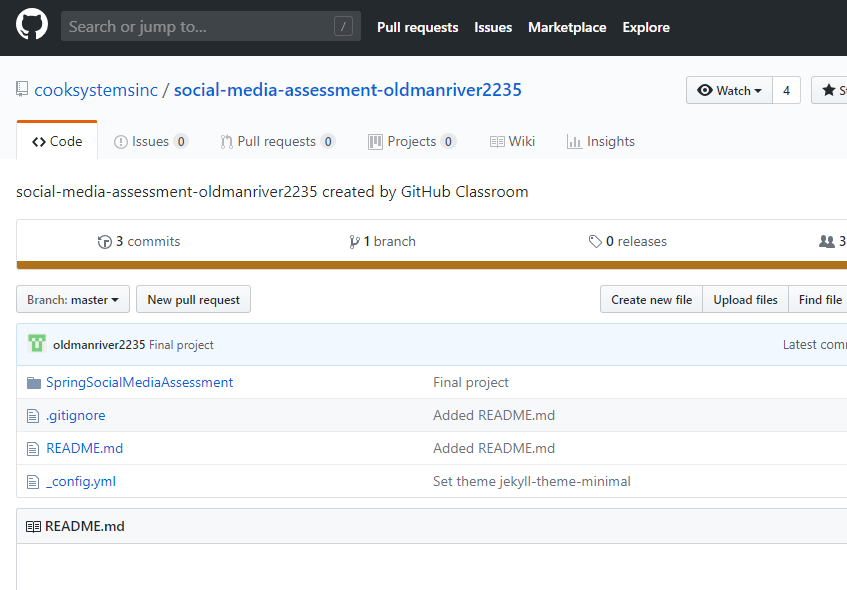 Search or jump to... / Pull requests Issues Marketplace Explore
cooksystemsinc / social-media-assessment-oldmanriver2235 Watch 4
Code Issues 0 Pull requests 0 Projects 0 Wiki Insights
social-media-assessment-oldmanriver2235 created by GitHub Classroom
3 commits 1 branch 0 releases 3
Branch: master New pull request Create new file Upload files Find file
oldmanriver2235 Final project Latest comm
SpringSocialMediaAssessment Final project
.gitignore Added README.md
README.md Added README.md
_config.yml Set theme jekyll-theme-minimal
README.md